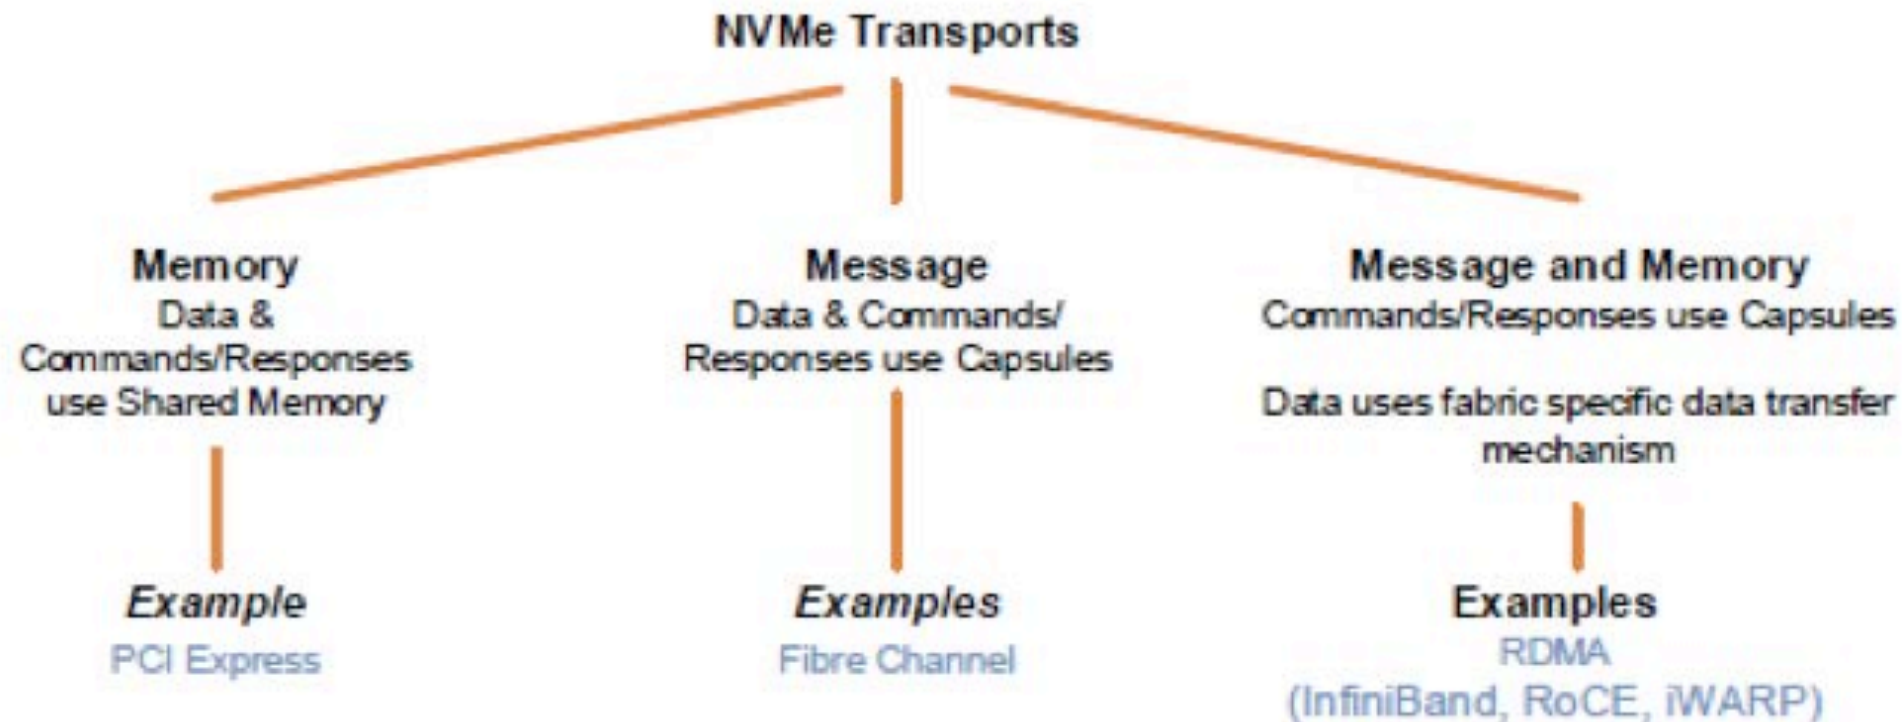 NVMe Transports
Memory
Data &
Commands/Responses
use Shared Memory
Example
PCI Express
Message
Data & Commands/
Responses use Capsules
Examples
Fibre Channel
Message and Memory
Commands/Responses use Capsules
Data uses fabric specific data transfer
mechanism
Examples
RDMA
(InfiniBand, RoCE, iWARP)